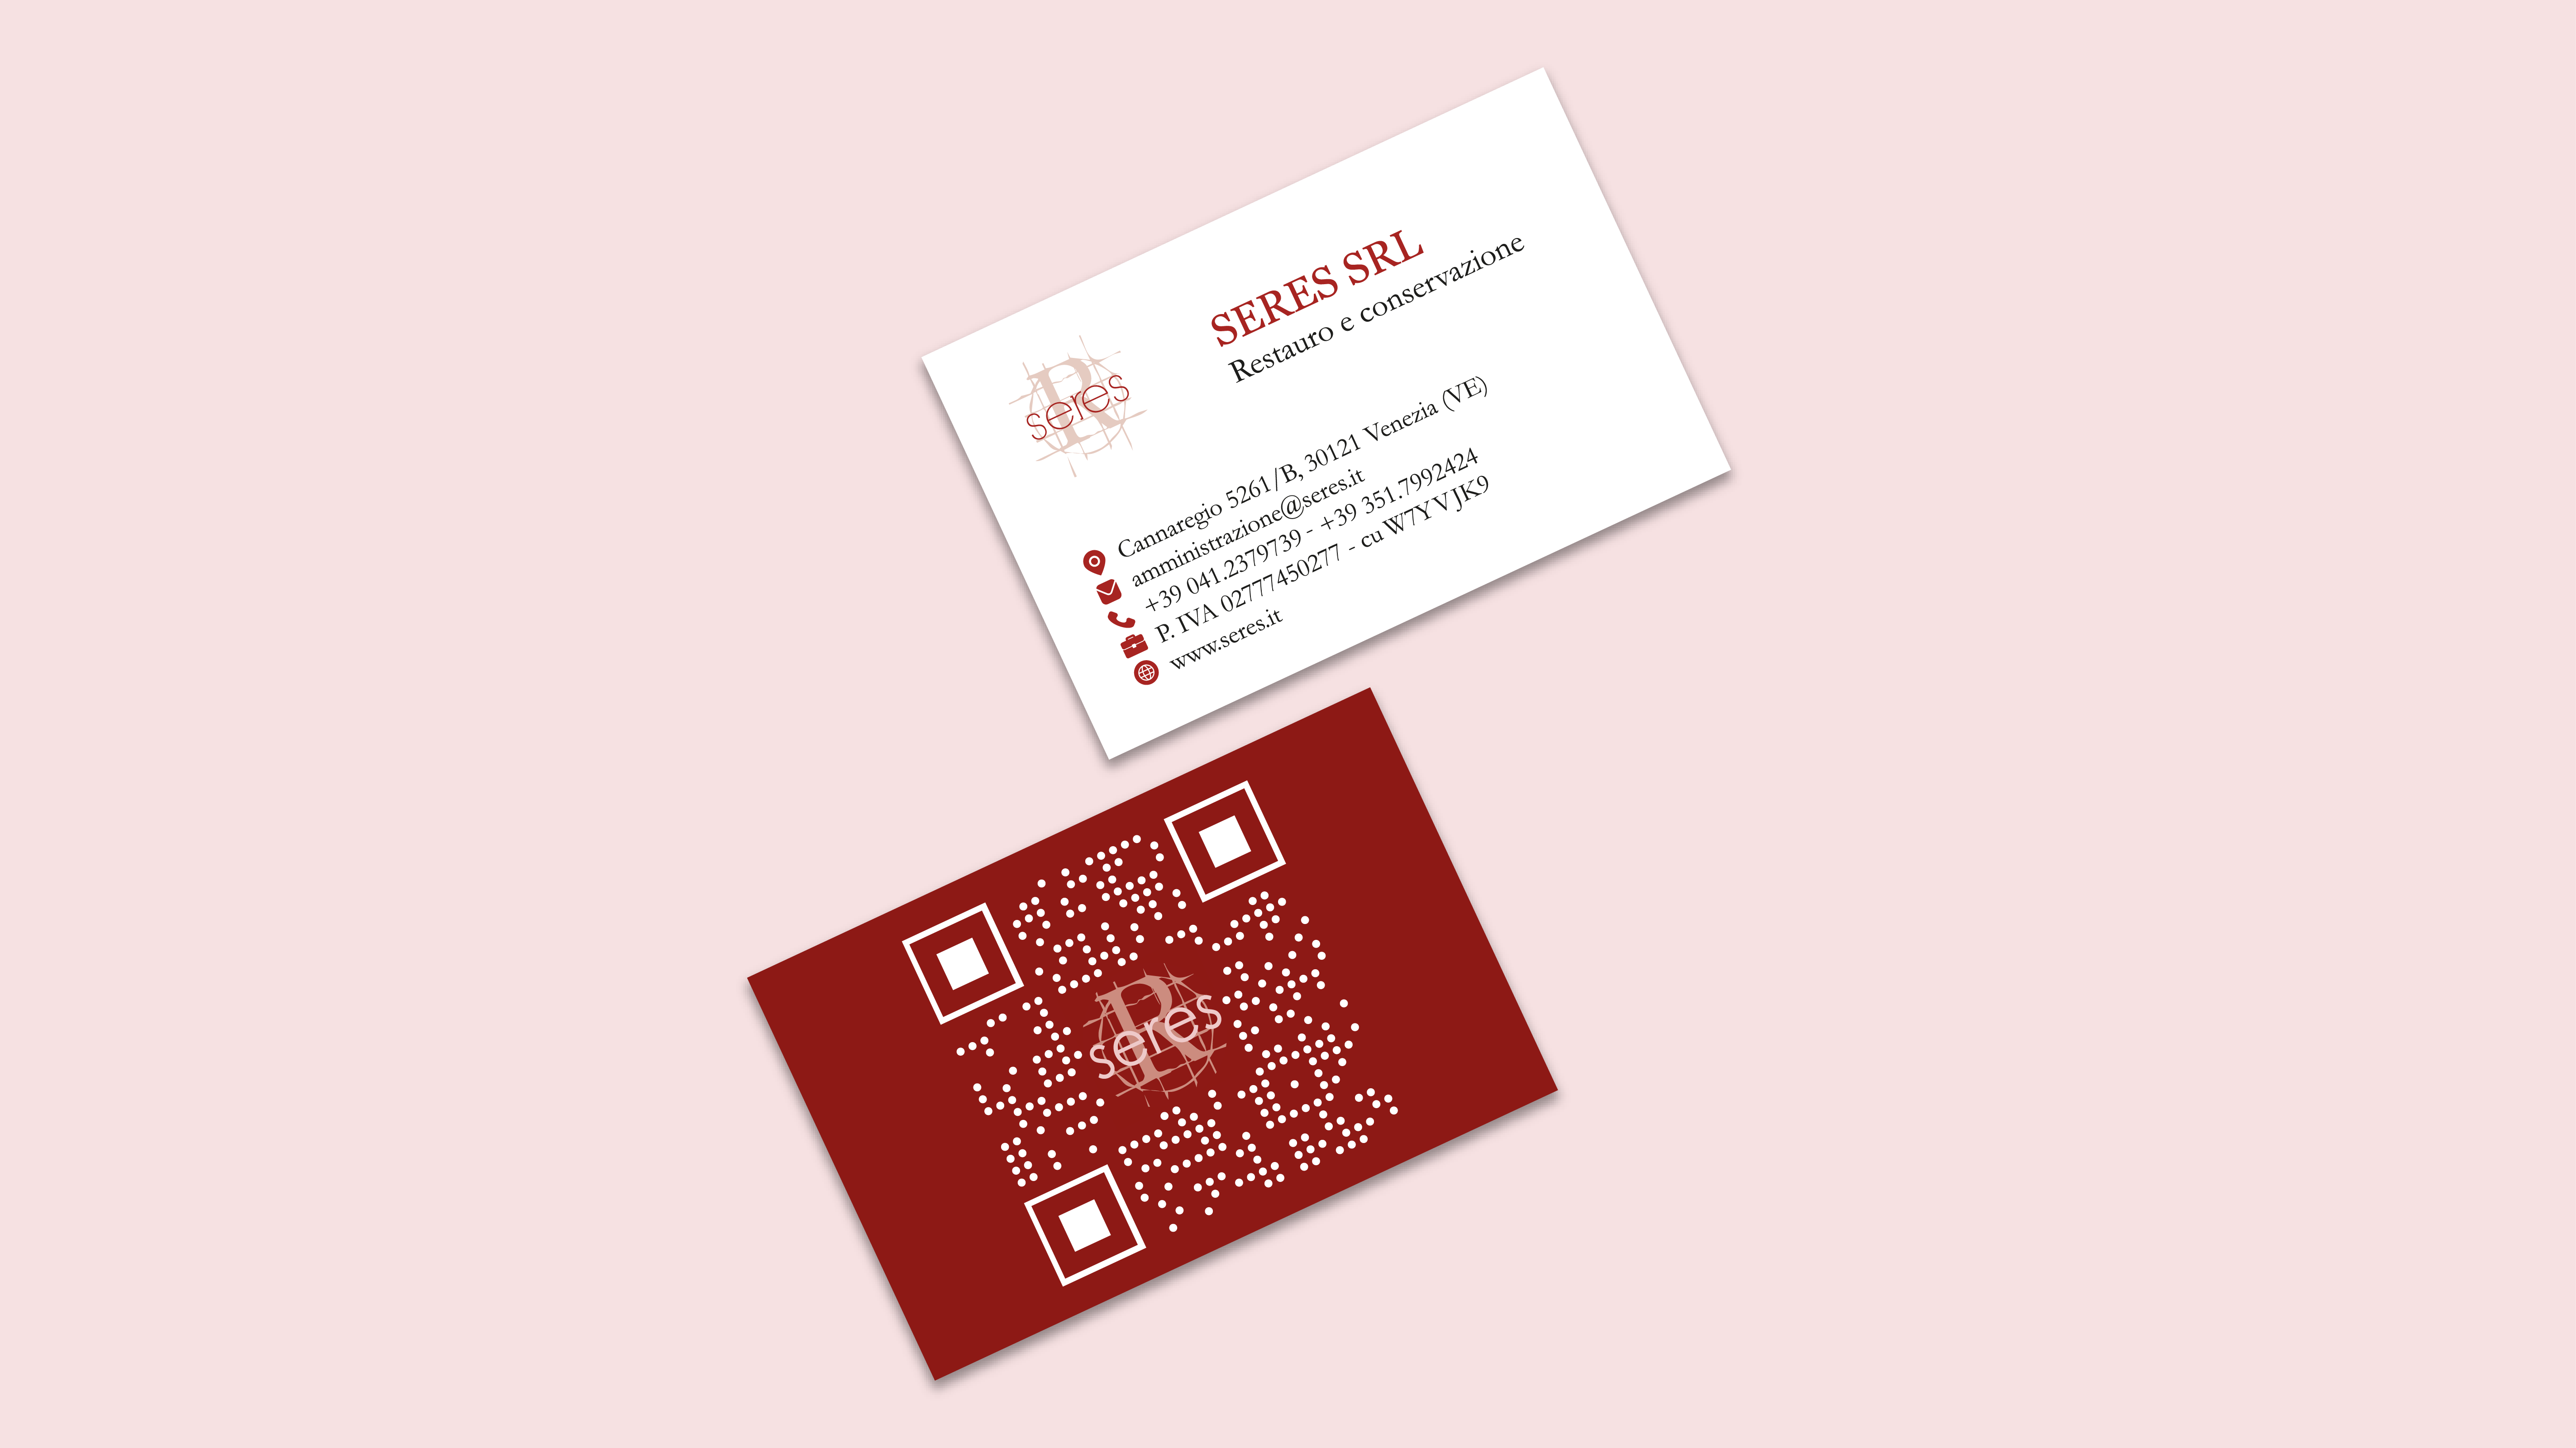 SERES SRL
Restauro e conservazione
R
seres
Cannaregio 5261/B, 30121 Venezia (VE)
amministrazione@seres.it
+39 041.2379739 - +39 351.7992424
P. IVA 02777450277 - cu W7YVJK9
www.seres.it
R
seres